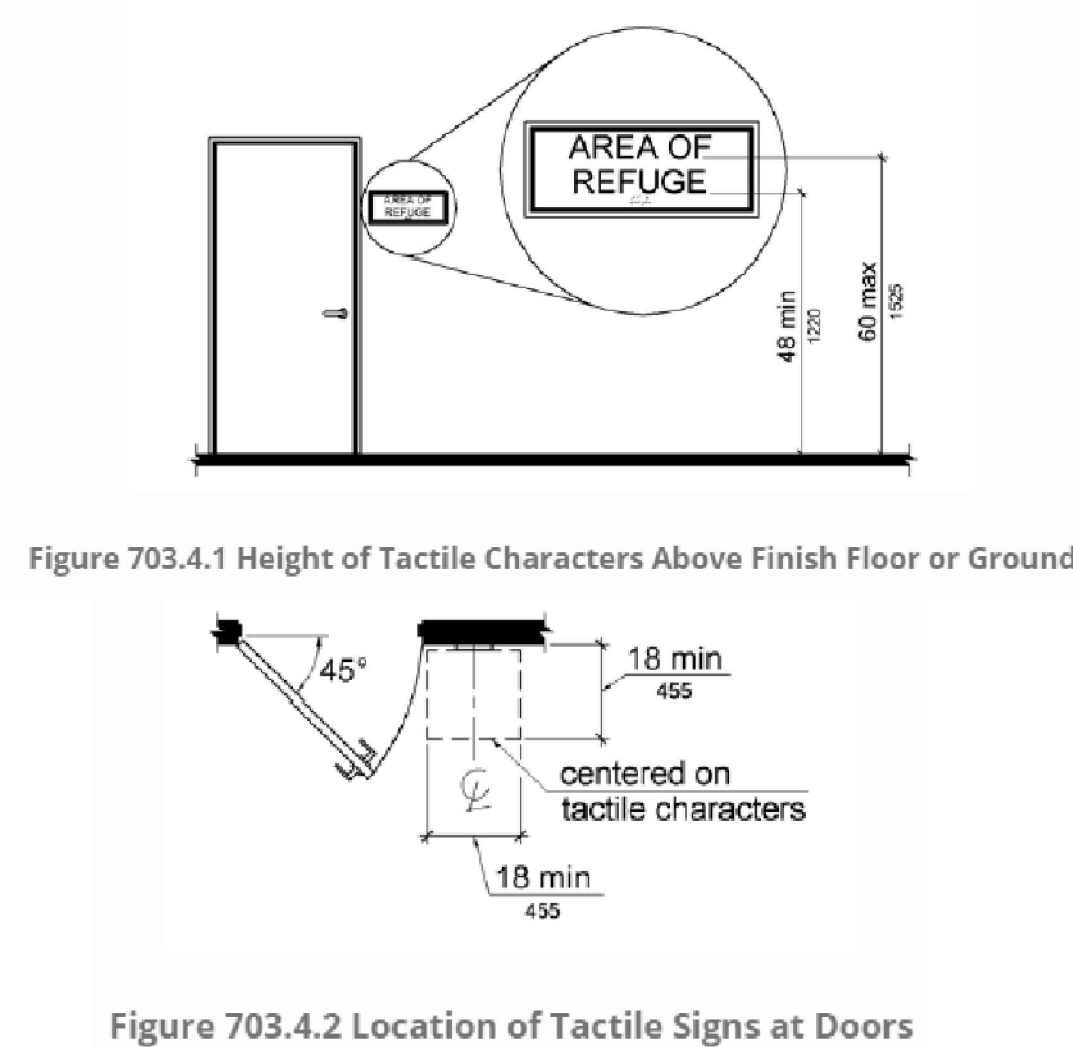 AREA OF
REFUGE
AREA OF
REFUGE
48 min
1220
60 max
1525
Figure 703.4.1 Height of Tactile Characters Above Finish Floor or Ground
45°
18 min
455
centered on
tactile characters
℄
18 min
455
Figure 703.4.2 Location of Tactile Signs at Doors